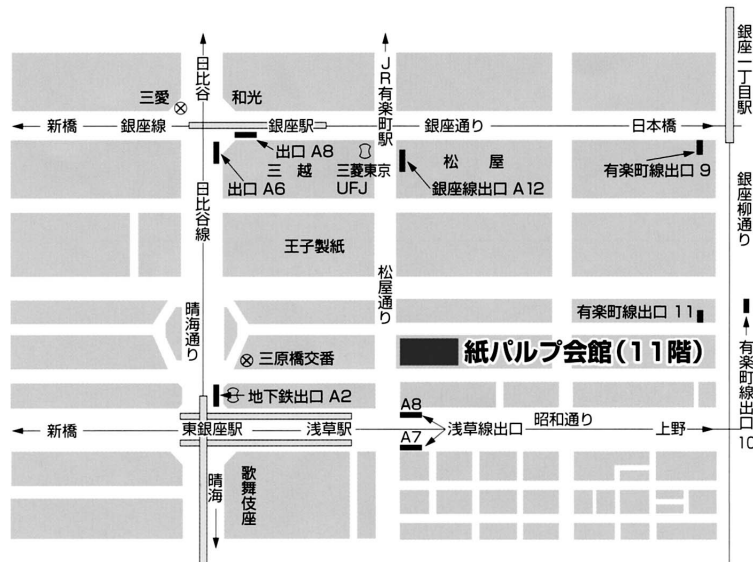 日比谷
JR有楽町駅
銀座一丁目駅
三愛
和光
新橋
銀座線
銀座駅
銀座通り
日本橋
出口 A8
出口 A6
三越
三菱東京
UFJ
松屋
銀座線出口 A12
有楽町線出口 9
日比谷線
銀座柳通り
王子製紙
松屋通り
晴海通り
有楽町線出口 11
三原橋交番
紙パルプ会館(11階)
有楽町線出口 10
地下鉄出口 A2
A8
昭和通り
新橋
東銀座駅
浅草駅
A7
浅草線出口
上野
晴海
歌舞伎座